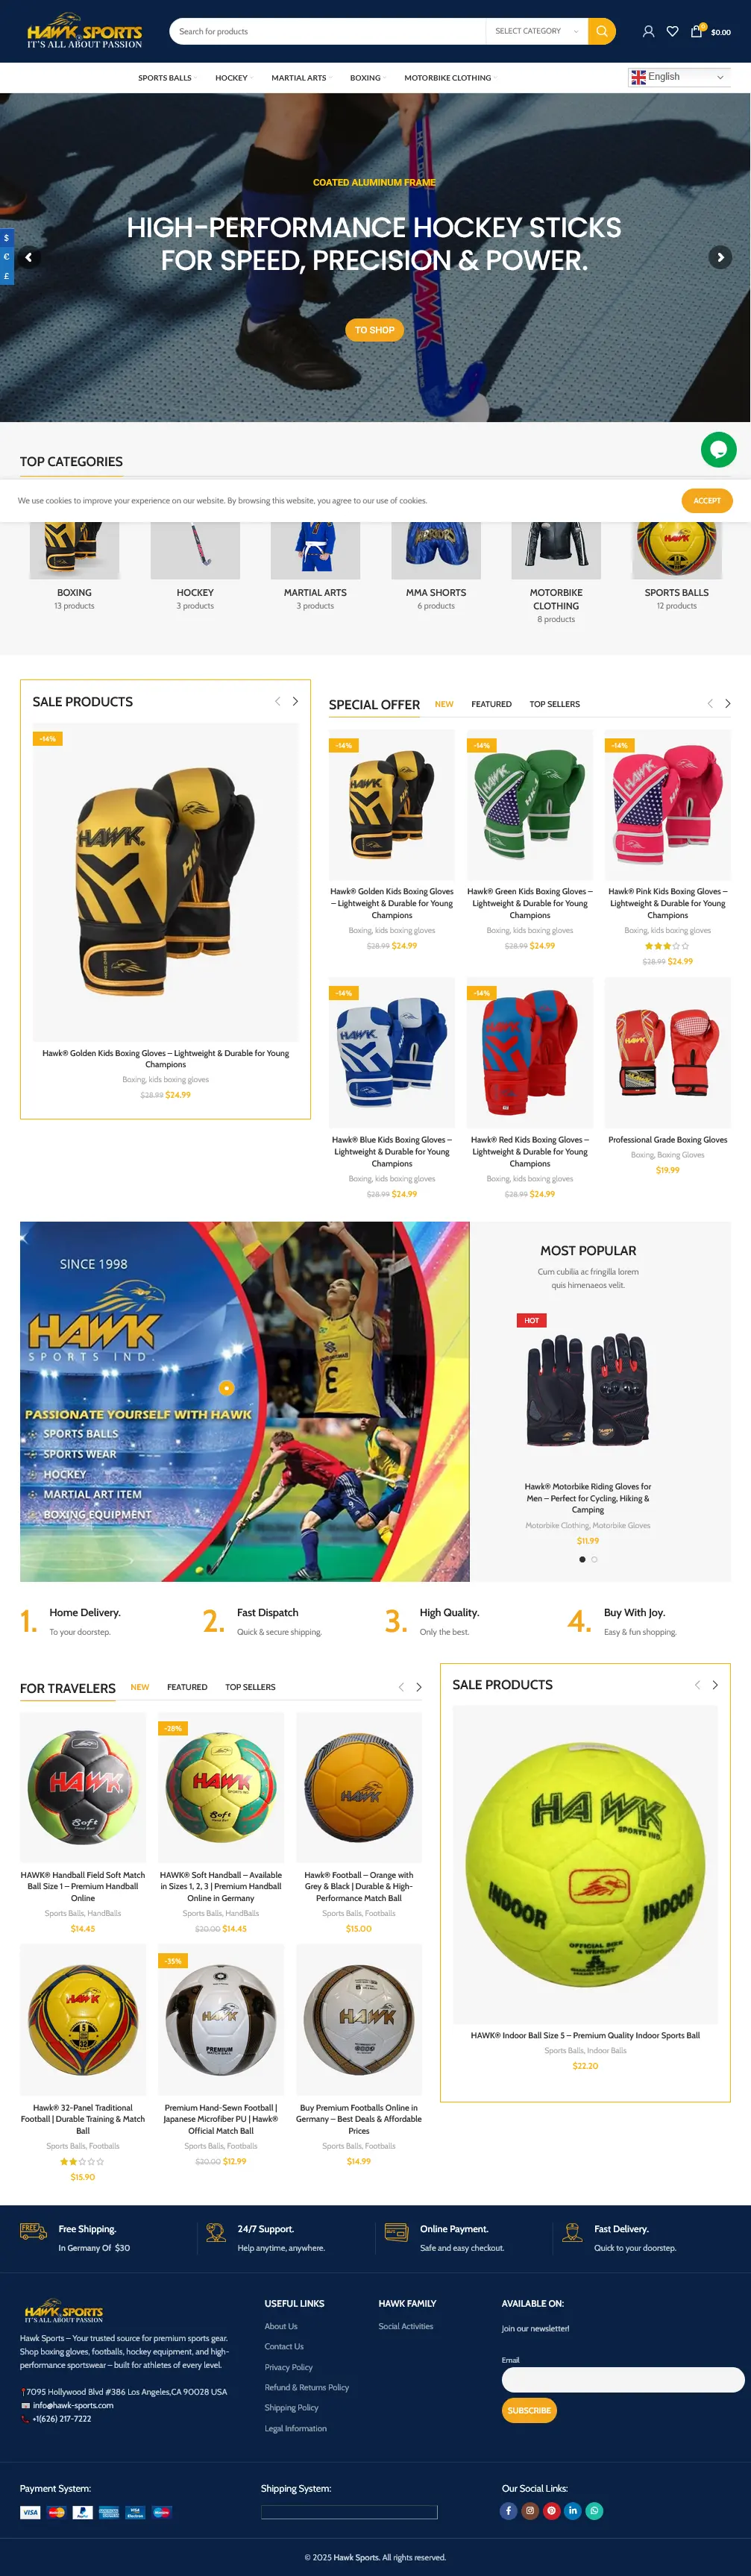 HAWK SPORTS
IT'S ALL ABOUT PASSION
Search for products
SELECT CATEGORY
0
$0.00
SPORTS BALLS
HOCKEY
MARTIAL ARTS
BOXING
MOTORBIKE CLOTHING
English
COATED ALUMINUM FRAME
HIGH-PERFORMANCE HOCKEY STICKS
FOR SPEED, PRECISION & POWER.
$
€
£
TO SHOP
TOP CATEGORIES
We use cookies to improve your experience on our website. By browsing this website, you agree to our use of cookies.
ACCEPT
BOXING
13 products
HOCKEY
3 products
MARTIAL ARTS
3 products
MMA SHORTS
6 products
MOTORBIKE
CLOTHING
8 products
SPORTS BALLS
12 products
SALE PRODUCTS
-14%
HAWK
Hawk® Golden Kids Boxing Gloves – Lightweight & Durable for Young
Champions
Boxing, kids boxing gloves
$28.99 $24.99
SPECIAL OFFER
NEW
FEATURED
TOP SELLERS
-14%
Hawk® Golden Kids Boxing Gloves
– Lightweight & Durable for Young
Champions
Boxing, kids boxing gloves
$28.99 $24.99
-14%
Hawk® Green Kids Boxing Gloves –
Lightweight & Durable for Young
Champions
Boxing, kids boxing gloves
$28.99 $24.99
-14%
Hawk® Pink Kids Boxing Gloves –
Lightweight & Durable for Young
Champions
Boxing, kids boxing gloves
$28.99 $24.99
-14%
Hawk® Blue Kids Boxing Gloves –
Lightweight & Durable for Young
Champions
Boxing, kids boxing gloves
$28.99 $24.99
-14%
Hawk® Red Kids Boxing Gloves –
Lightweight & Durable for Young
Champions
Boxing, kids boxing gloves
$28.99 $24.99
Professional Grade Boxing Gloves
Boxing, Boxing Gloves
$19.99
SINCE 1998
HAWK
SPORTS IND.
PASSIONATE YOURSELF WITH HAWK
SPORTS BALLS
SPORTS WEAR
HOCKEY
MARTIAL ART ITEM
BOXING EQUIPMENT
MOST POPULAR
Cum cubilia ac fringilla lorem
quis himenaeos velit.
HOT
Hawk® Motorbike Riding Gloves for
Men – Perfect for Cycling, Hiking &
Camping
Motorbike Clothing, Motorbike Gloves
$11.99
1.
Home Delivery.
To your doorstep.
2.
Fast Dispatch
Quick & secure shipping.
3.
High Quality.
Only the best.
4.
Buy With Joy.
Easy & fun shopping.
FOR TRAVELERS
NEW
FEATURED
TOP SELLERS
HAWK
Soft
HAWK® Handball Field Soft Match
Ball Size 1 – Premium Handball
Online
Sports Balls, HandBalls
$14.45
-28%
HAWK
Soft
HAWK® Soft Handball – Available
in Sizes 1, 2, 3 | Premium Handball
Online in Germany
Sports Balls, HandBalls
$20.00 $14.45
HAWK
Hawk® Football – Orange with
Grey & Black | Durable & High-
Performance Match Ball
Sports Balls, Footballs
$15.00
HAWK
Hawk® 32-Panel Traditional
Football | Durable Training & Match
Ball
Sports Balls, Footballs
$15.90
-35%
HAWK
PREMIUM
Premium Hand-Sewn Football |
Japanese Microfiber PU | Hawk®
Official Match Ball
Sports Balls, Footballs
$20.00 $12.99
HAWK
Buy Premium Footballs Online in
Germany – Best Deals & Affordable
Prices
Sports Balls, Footballs
$14.99
SALE PRODUCTS
HAWK
SPORTS IND.
INDOOR
INDOOR
OFFICIAL SIZE
& WEIGHT
5
HAWK® Indoor Ball Size 5 – Premium Quality Indoor Sports Ball
Sports Balls, Indoor Balls
$22.20
Free Shipping.
In Germany Of $30
24/7 Support.
Help anytime, anywhere.
Online Payment.
Safe and easy checkout.
Fast Delivery.
Quick to your doorstep.
HAWK SPORTS
IT'S ALL ABOUT PASSION
Hawk Sports – Your trusted source for premium sports gear.
Shop boxing gloves, footballs, hockey equipment, and high-
performance sportswear – built for athletes of every level.
7095 Hollywood Blvd #386 Los Angeles,CA 90028 USA
info@hawk-sports.com
+1(626) 217-7222
USEFUL LINKS
About Us
Contact Us
Privacy Policy
Refund & Returns Policy
Shipping Policy
Legal Information
HAWK FAMILY
Social Activities
AVAILABLE ON:
Join our newsletter!
Email
SUBSCRIBE
Payment System:
VISA
PayPal
Shipping System:
Our Social Links:
© 2025 Hawk Sports. All rights reserved.